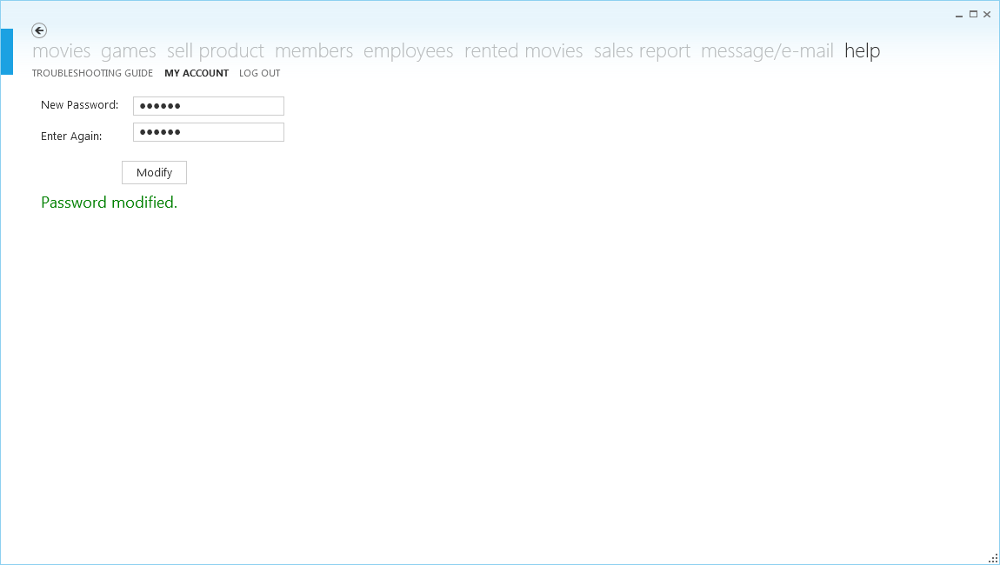 movies games sell product members employees rented movies sales report message/e-mail help
TROUBLESHOOTING GUIDE MY ACCOUNT LOG OUT
New Password: ●●●●●●
Enter Again: ●●●●●●
Modify
Password modified.